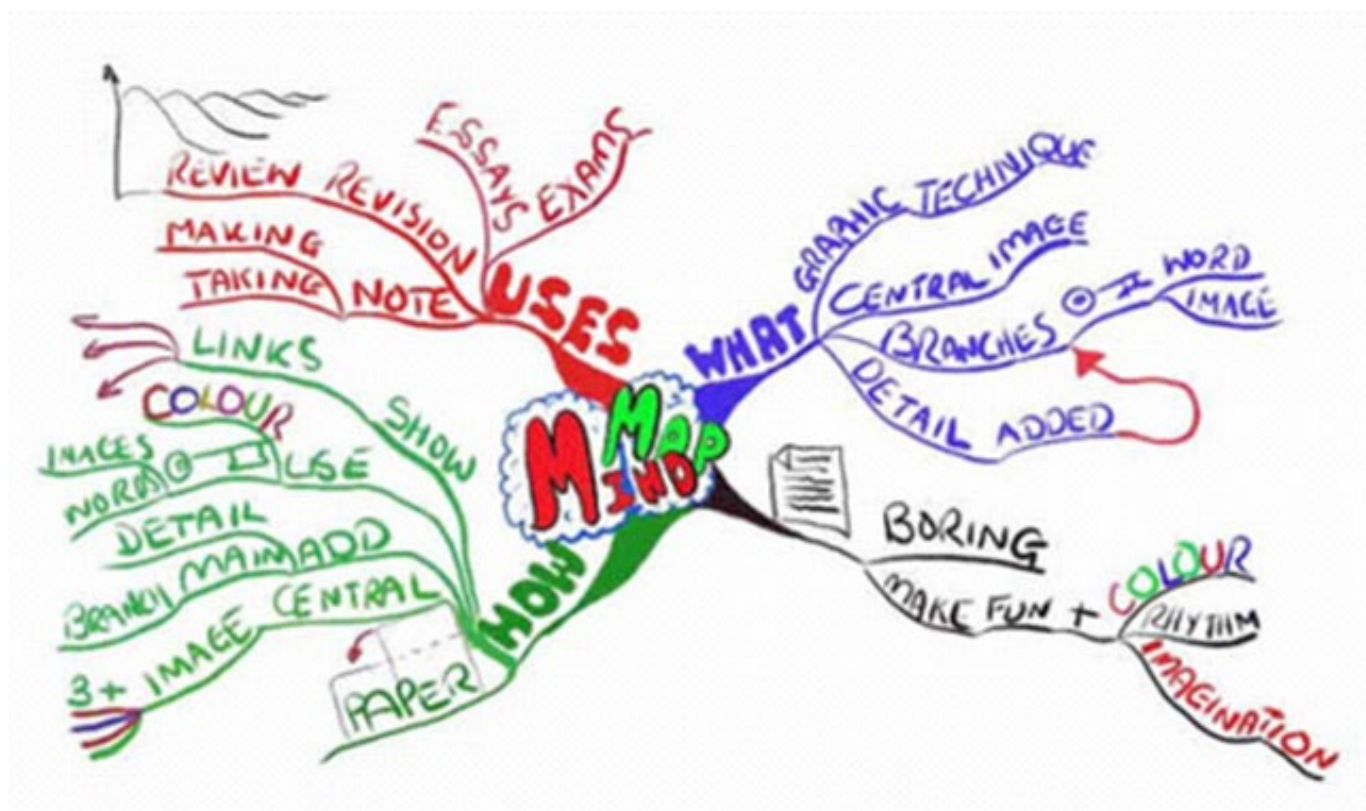 MIND MAP
USES
ESSAYS
EXAMS
REVISION
REVIEW
NOTE
MAKING
TAKING
WHAT
GRAPHIC TECHNIQUE
CENTRAL IMAGE
BRANCHES
WORD
IMAGE
DETAIL ADDED
BORING
MAKE FUN +
COLOUR
RHYTHM
IMAGINATION
HOW
PAPER
CENTRAL
IMAGE
3+
ADD
MAIN
BRANCH
DETAIL
USE
COLOUR
IMAGES
WORDS
SHOW
LINKS